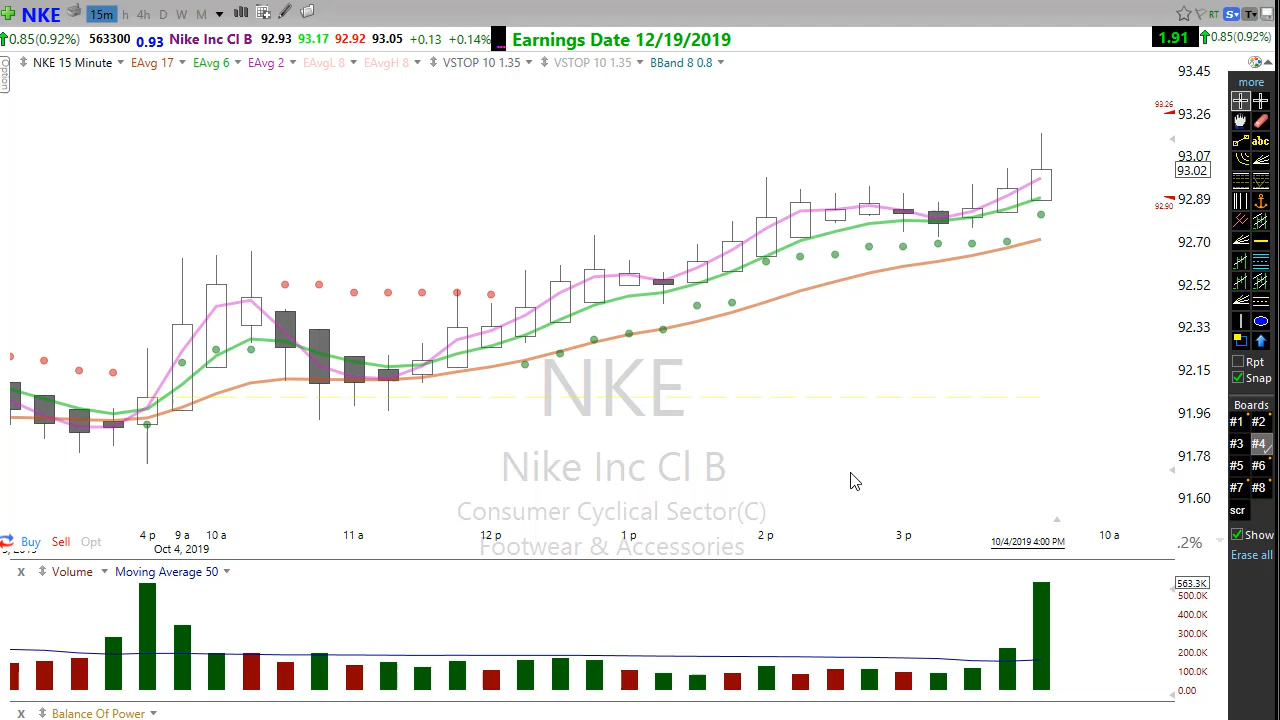 NKE 15m h 4h D W M RT S T
0.85(0.92%) 563300 0.93 Nike Inc Cl B 92.93 93.17 92.92 93.05 +0.13 +0.14% Earnings Date 12/19/2019 1.91 0.85(0.92%)
Option
NKE 15 Minute EAvg 17 EAvg 6 EAvg 2 EAvgL 8 EAvgH 8 VSTOP 10 1.35 VSTOP 10 1.35 BBand 8 0.8
more
93.45
93.26
93.26
93.07
93.02
92.89
92.90
92.70
92.52
92.33
92.15
91.96
91.78
91.60
abc
Rpt
Snap
Boards
#1 #2
#3 #4
#5 #6
#7 #8
scr
Show
Erase all
NKE
Nike Inc Cl B
Consumer Cyclical Sector(C)
Footwear & Accessories
4 p 9 a 10 a 11 a 12 p 1 p 2 p 3 p 10 a
Buy Sell Opt Oct 4, 2019 10/4/2019 4:00 PM .2%
x Volume Moving Average 50
563.3K
500.0K
400.0K
300.0K
200.0K
100.0K
0.00
x Balance Of Power